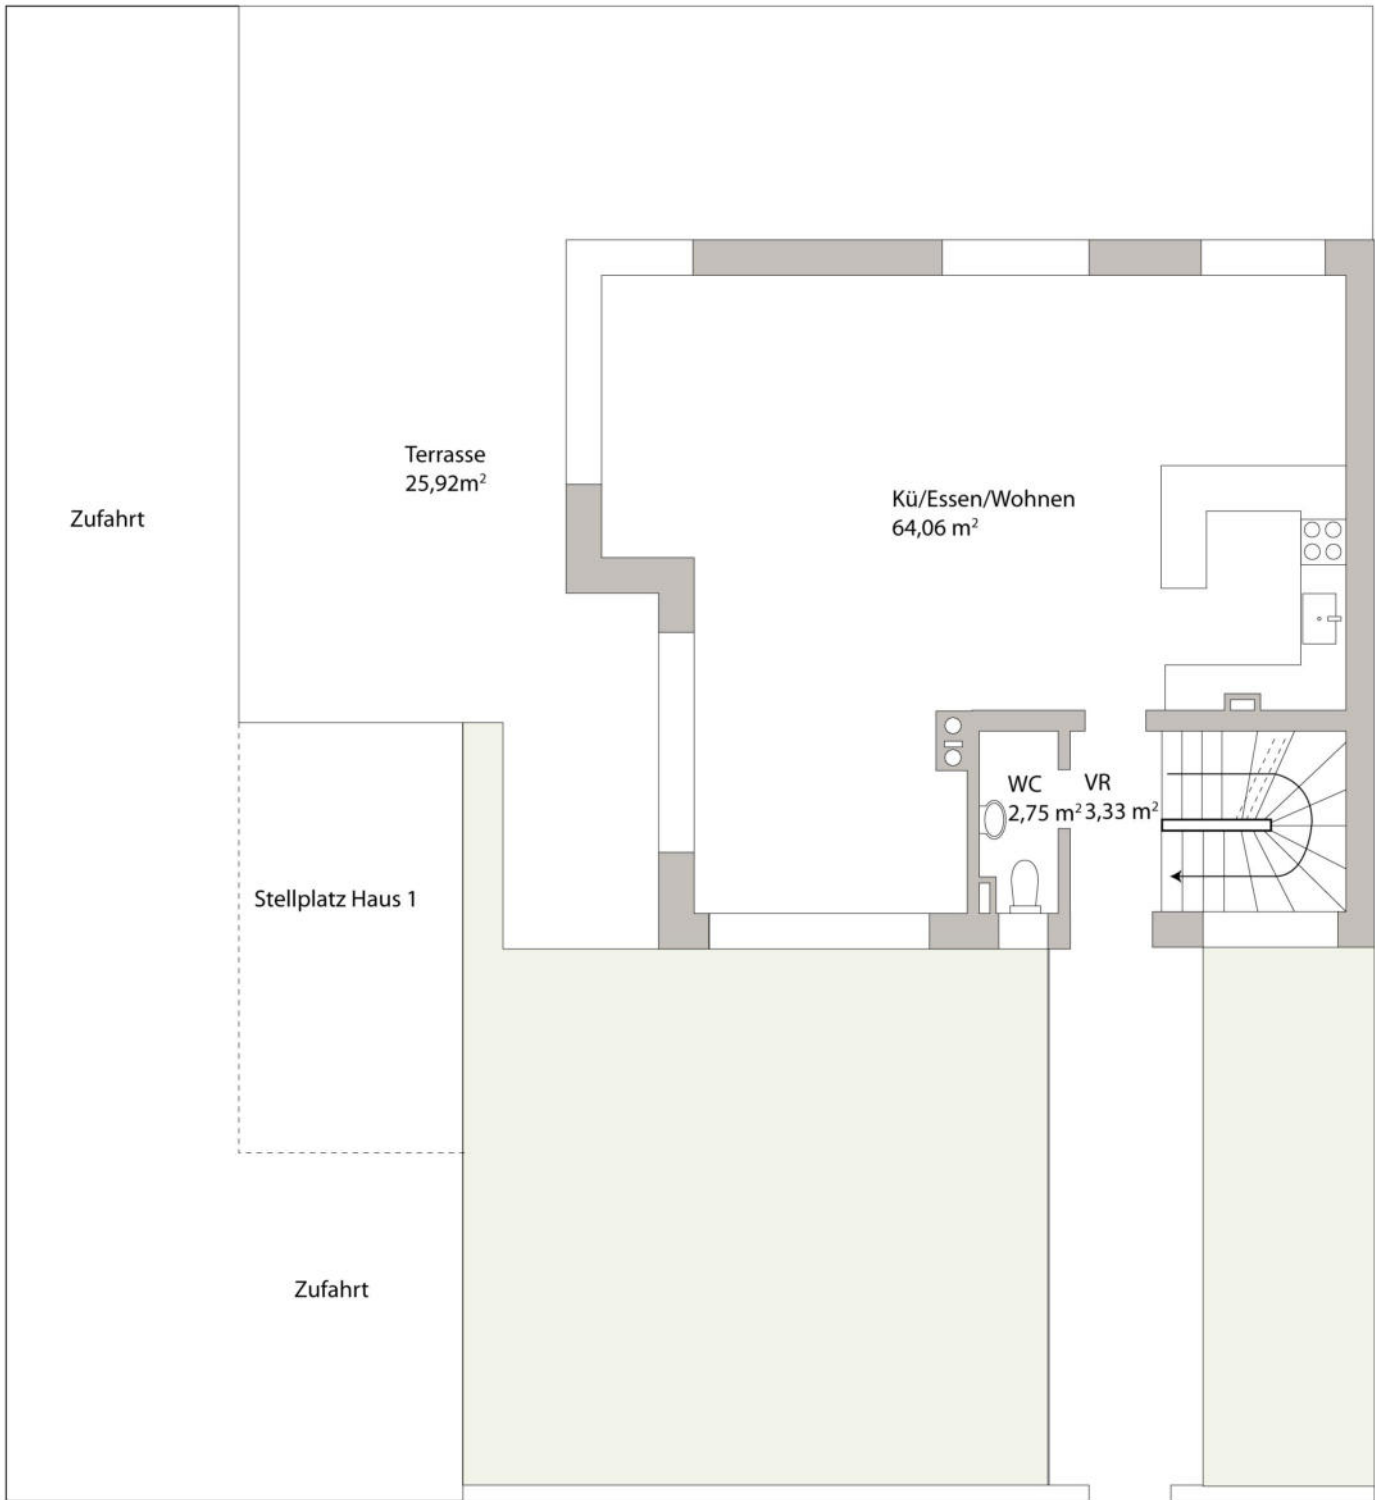 Terrasse
25,92m²
Zufahrt
Kü/Essen/Wohnen
64,06 m²
WC
2,75 m²
VR
3,33 m²
Stellplatz Haus 1
Zufahrt